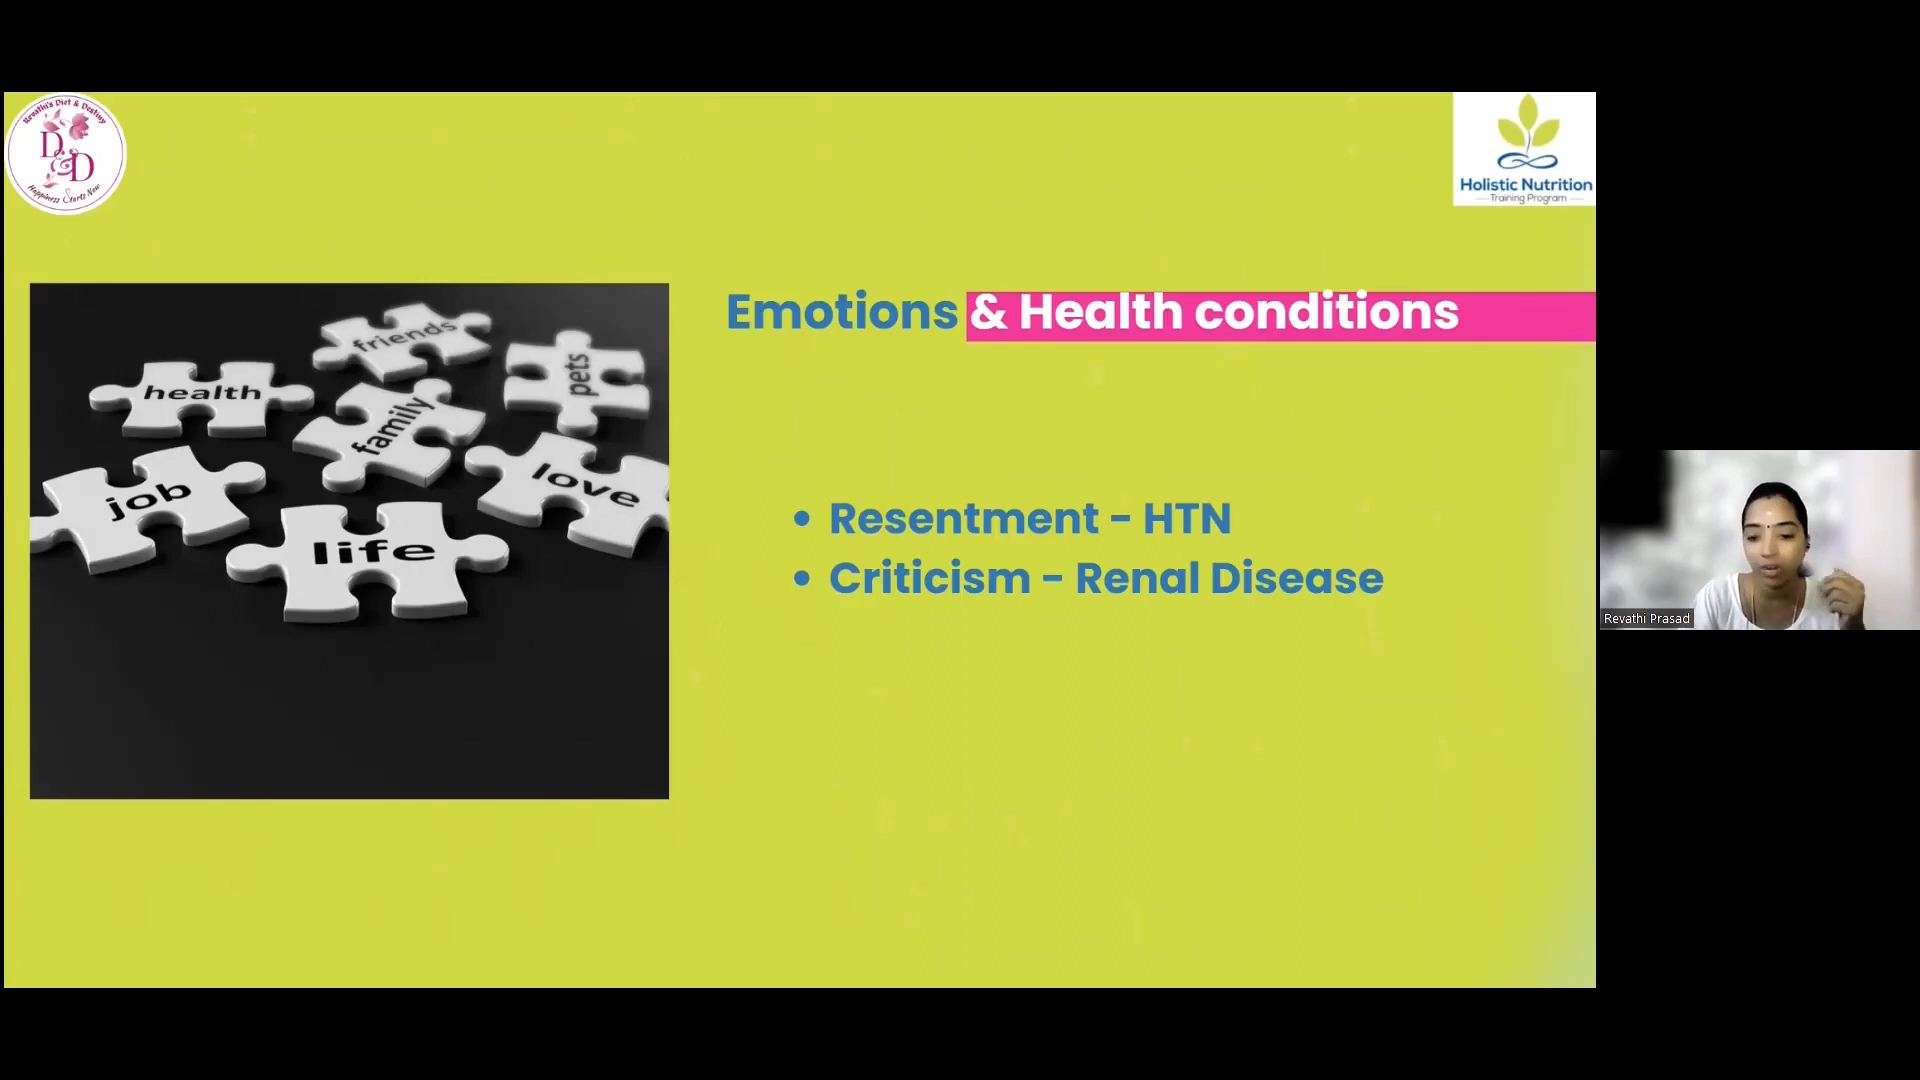 Revathi's Diet & Destiny
D
&D
Happiness Starts Now
Holistic Nutrition
Training Program
Emotions & Health conditions
friends
pets
health
family
love
job
life
• Resentment - HTN
• Criticism - Renal Disease
Revathi Prasad